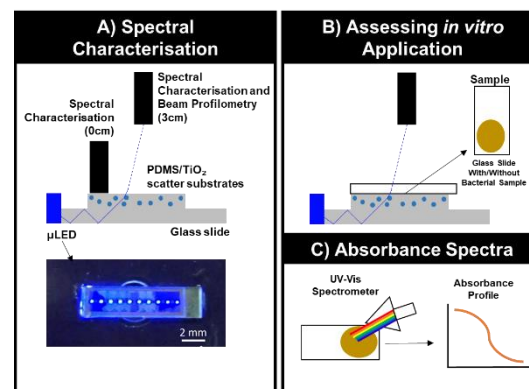 A) Spectral
Characterisation
Spectral
Characterisation and
Beam Profilometry
(3cm)
Spectral
Characterisation
(0cm)
PDMS/TiO₂
scatter substrates
Glass slide
µLED
2 mm
B) Assessing in vitro
Application
Sample
Glass Slide
With/Without
Bacterial Sample
C) Absorbance Spectra
UV-Vis
Spectrometer
Absorbance
Profile